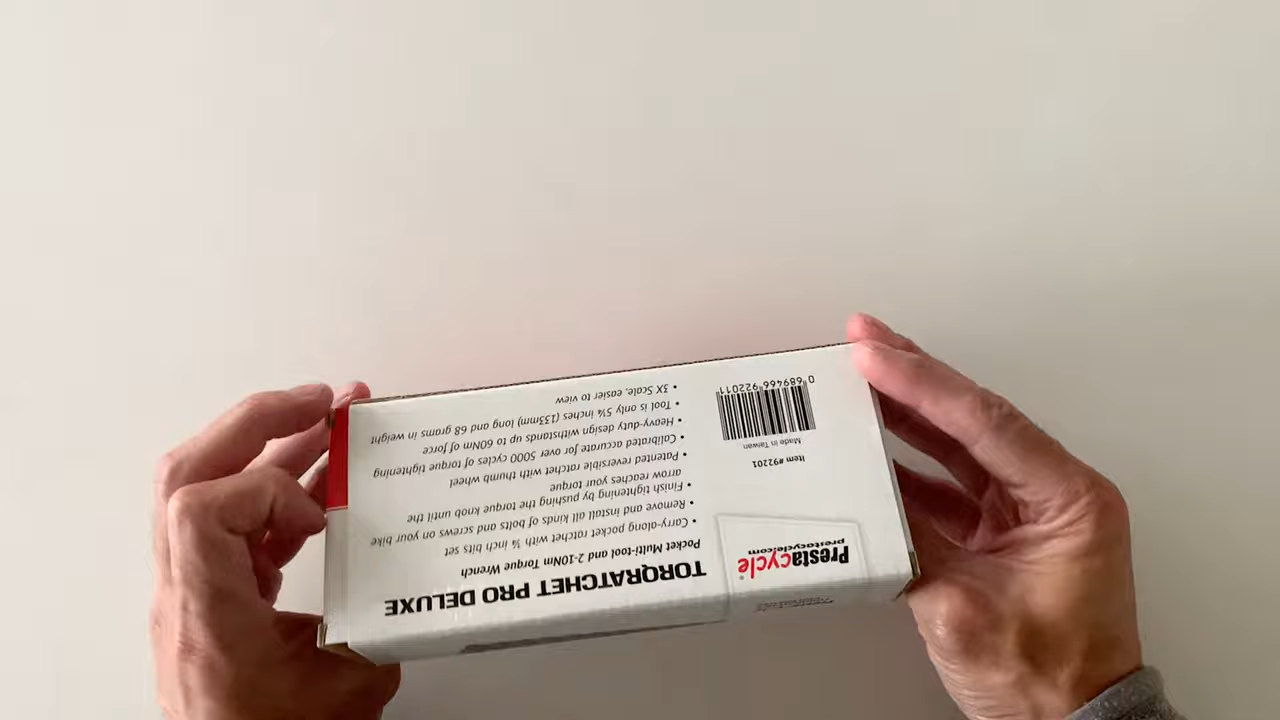 Prestacycle®
prestacycle.com
Item #92201
Made in Taiwan
0 689466 922011
TORQRATCHET PRO DELUXE
Pocket Multi-tool and 2-10Nm Torque Wrench
• Carry-along pocket ratchet with ¼ inch bits set
• Remove and install all kinds of bolts and screws on your bike
• Finish tightening by pushing the torque knob until the
arrow reaches your torque
• Patented reversible ratchet with thumb wheel
• Calibrated accurate for over 5000 cycles of torque tightening
• Heavy-duty design withstands up to 60Nm of force
• Tool is only 5¼ inches (133mm) long and 68 grams in weight
• 3X Scale, easier to view